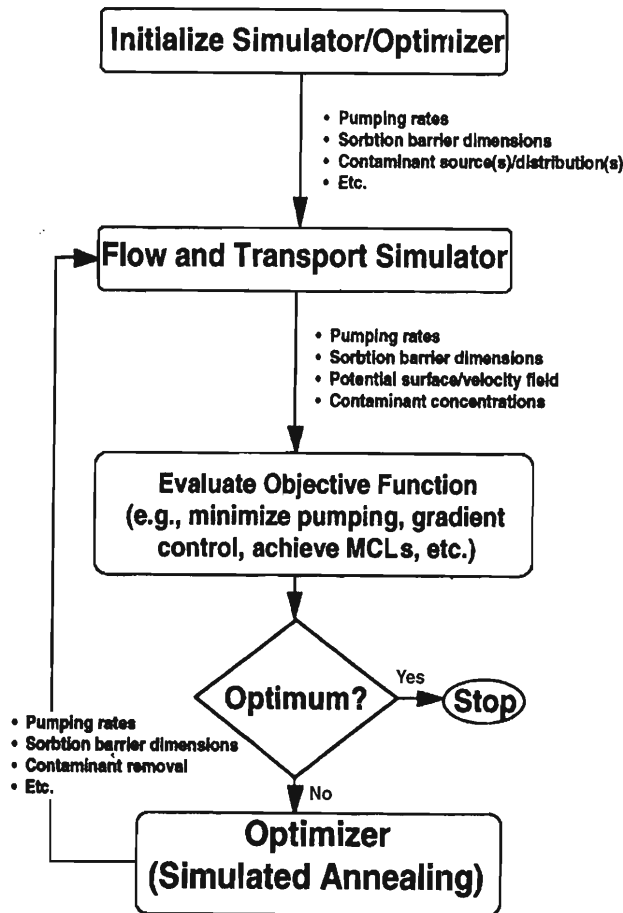 Initialize Simulator/Optimizer
• Pumping rates
• Sorbtion barrier dimensions
• Contaminant source(s)/distribution(s)
• Etc.
Flow and Transport Simulator
• Pumping rates
• Sorbtion barrier dimensions
• Potential surface/velocity field
• Contaminant concentrations
Evaluate Objective Function
(e.g., minimize pumping, gradient
control, achieve MCLs, etc.)
Optimum?
Yes
Stop
• Pumping rates
• Sorbtion barrier dimensions
• Contaminant removal
• Etc.
No
Optimizer
(Simulated Annealing)